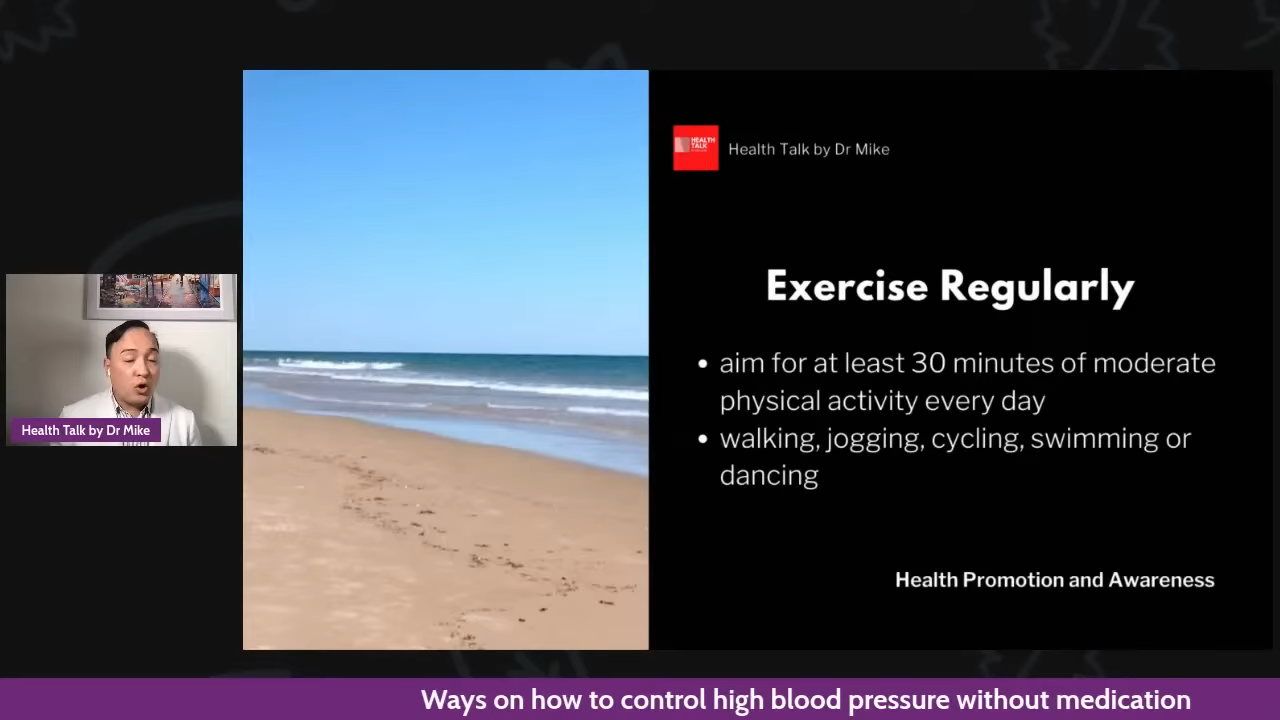 HEALTH
TALK
Health Talk by Dr Mike
Exercise Regularly
• aim for at least 30 minutes of moderate
physical activity every day
• walking, jogging, cycling, swimming or
dancing
Health Promotion and Awareness
Health Talk by Dr Mike
Ways on how to control high blood pressure without medication